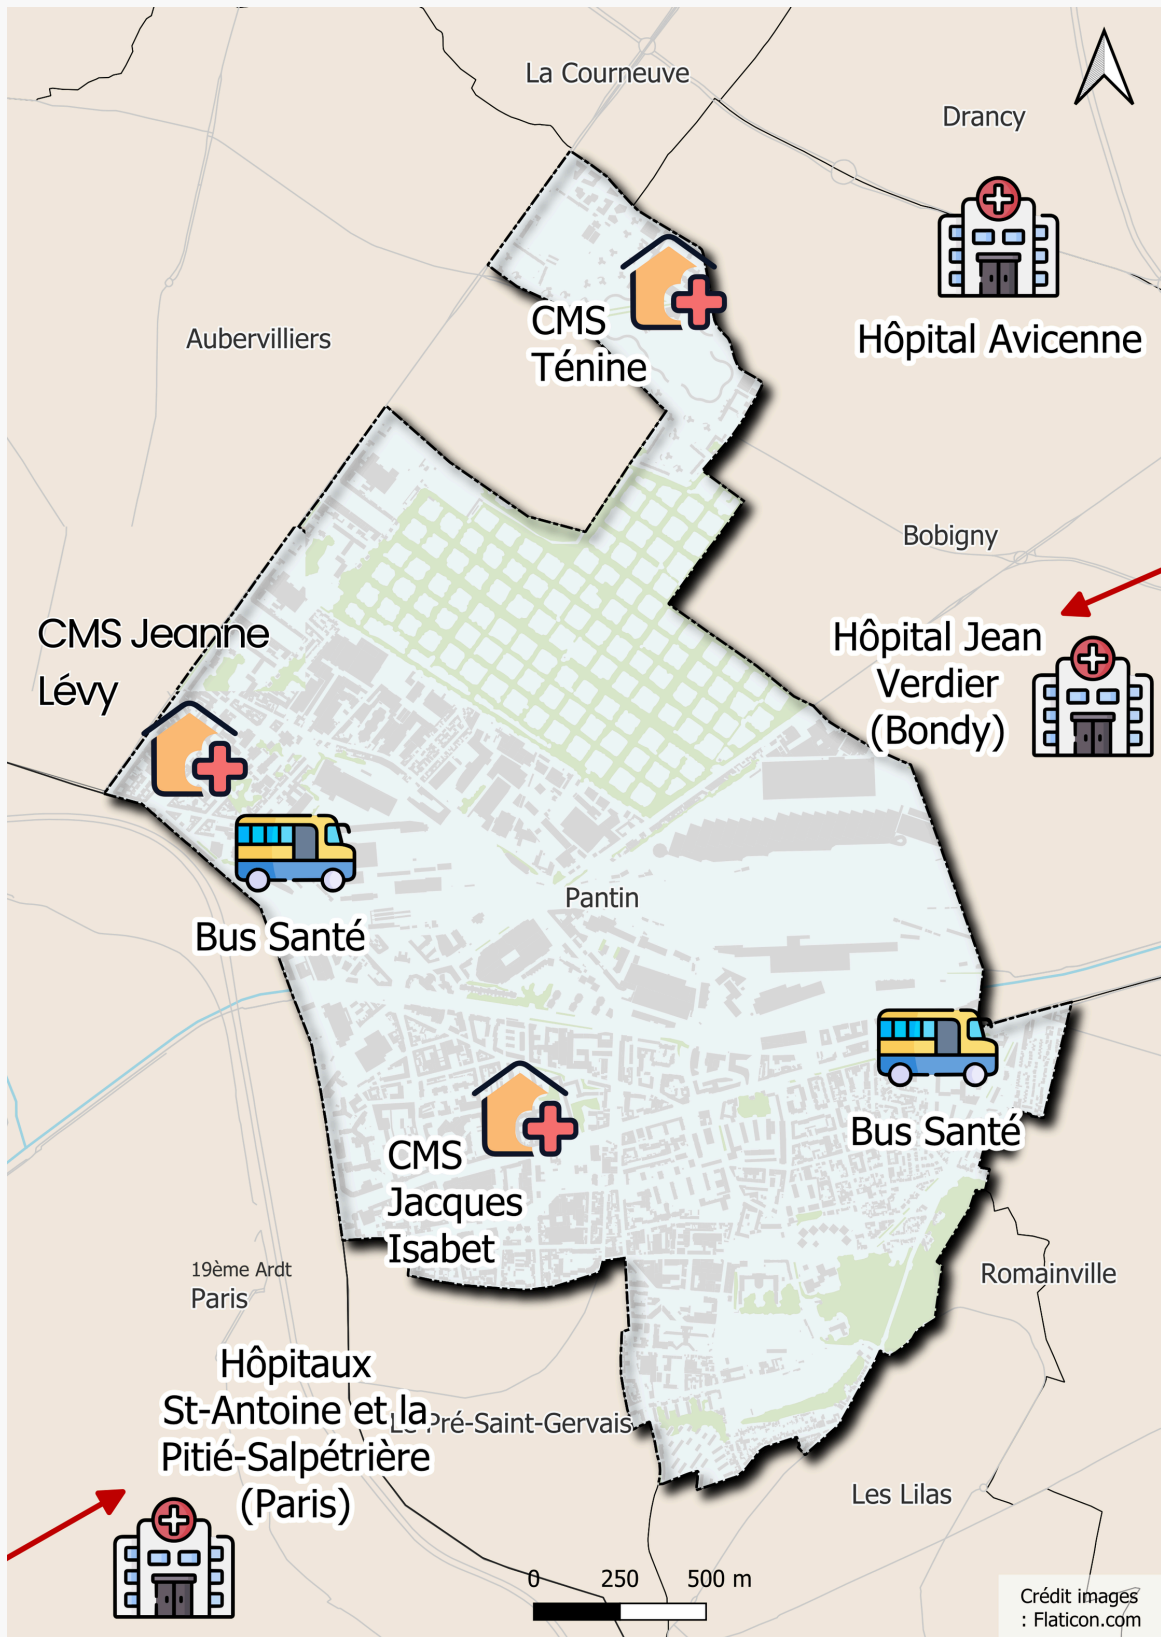 La Courneuve
Drancy
CMS
Ténine
Hôpital Avicenne
Aubervilliers
Bobigny
CMS Jeanne
Lévy
Hôpital Jean
Verdier
(Bondy)
Pantin
Bus Santé
Bus Santé
CMS
Jacques
Isabet
19ème Ardt
Paris
Romainville
Hôpitaux
St-Antoine et la
Pitié-Salpétrière
(Paris)
Le Pré-Saint-Gervais
Les Lilas
0 250 500 m
Crédit images
: Flaticon.com